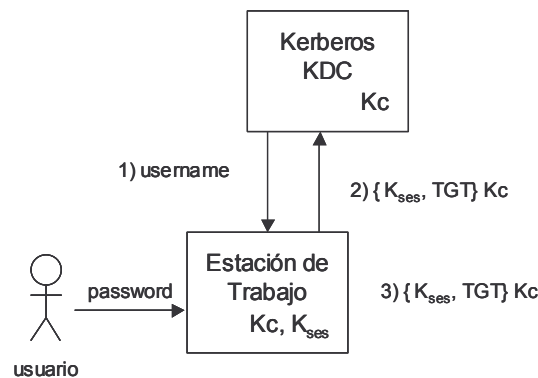 Kerberos
KDC
Kc
1) username
2) { Kses, TGT} Kc
Estación de
Trabajo
Kc, Kses
password
3) { Kses, TGT} Kc
usuario